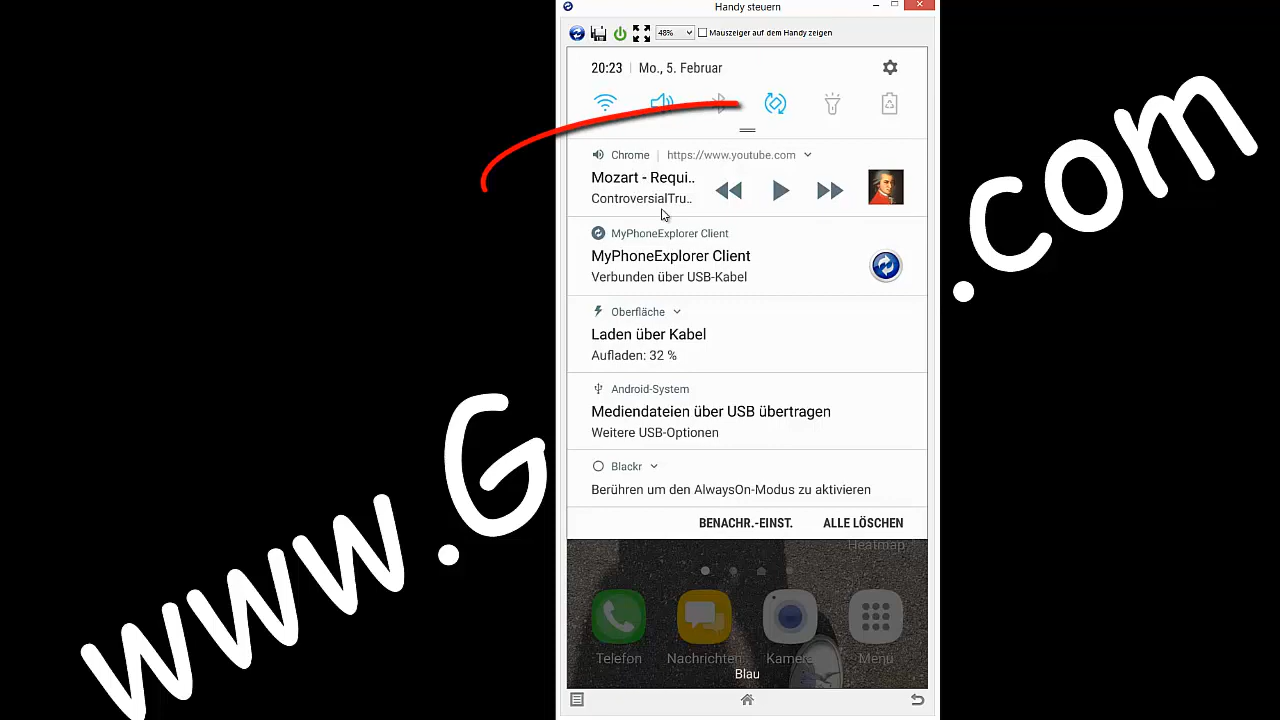 Handy steuern
48% Mauszeiger auf dem Handy zeigen
20:23 | Mo., 5. Februar
Chrome | https://www.youtube.com
Mozart - Requi..
ControversialTru..
MyPhoneExplorer Client
MyPhoneExplorer Client
Verbunden über USB-Kabel
Oberfläche
Laden über Kabel
Aufladen: 32 %
Android-System
Mediendateien über USB übertragen
Weitere USB-Optionen
Blackr
Berühren um den AlwaysOn-Modus zu aktivieren
BENACHR.-EINST. ALLE LÖSCHEN
Heatmap
Telefon Nachrichten Kamera Menü
Blau
www.G
.com